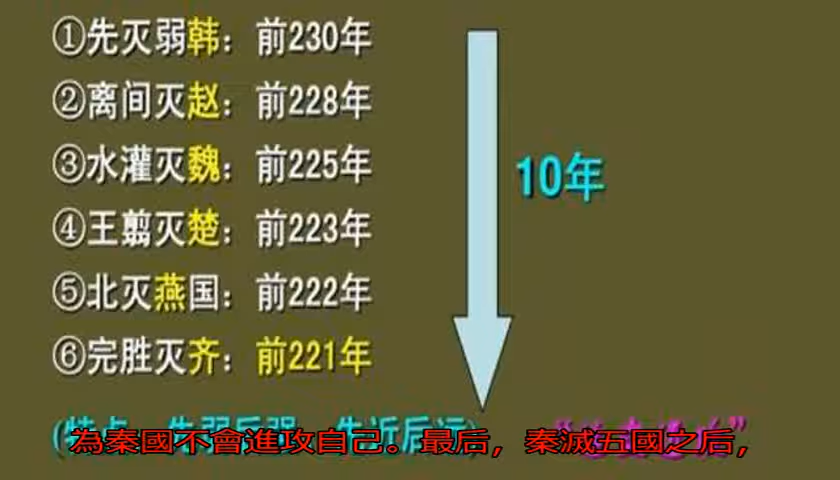 ①先灭弱韩：前230年
②离间灭赵：前228年
③水灌灭魏：前225年
④王翦灭楚：前223年
⑤北灭燕国：前222年
⑥完胜灭齐：前221年
10年
為秦國不會進攻自己。最后，秦滅五國之后，